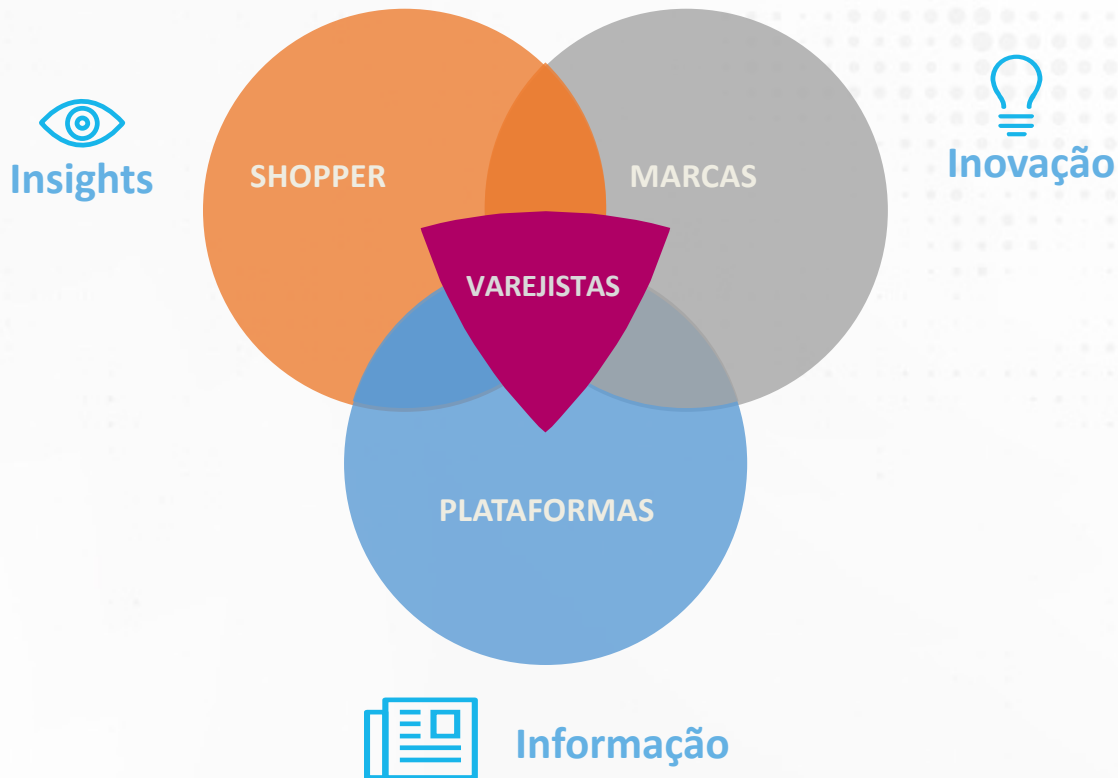 Insights
SHOPPER
MARCAS
Inovação
VAREJISTAS
PLATAFORMAS
Informação